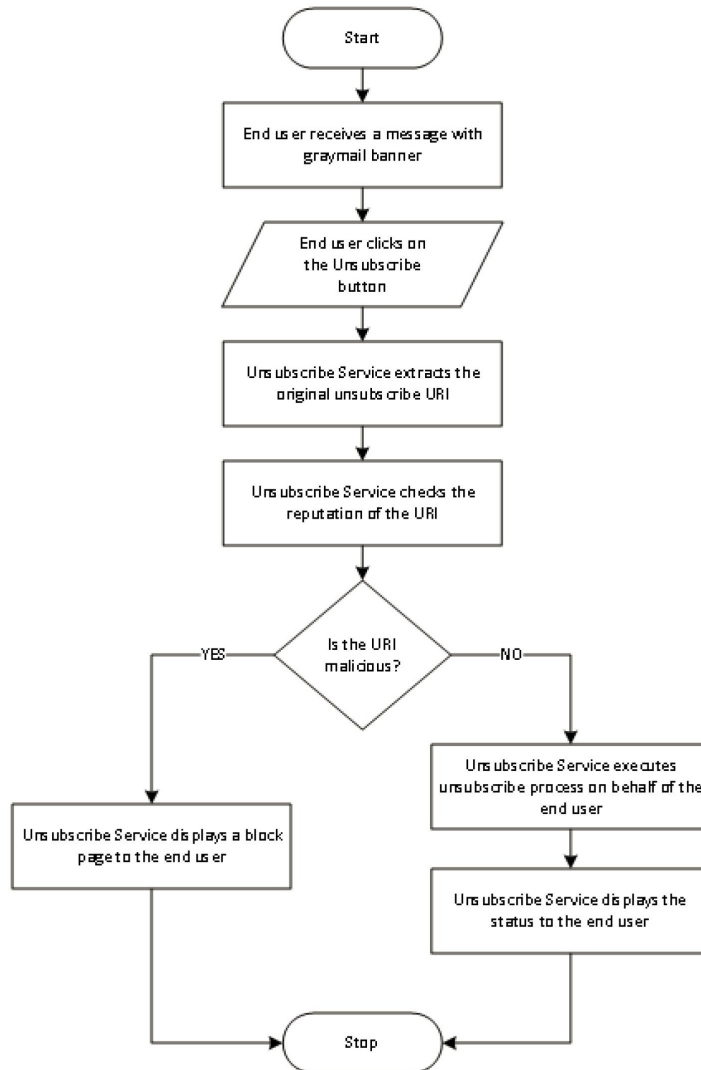 Start
End user receives a message with
graymail banner
End user clicks on
the Unsubscribe
button
Unsubscribe Service extracts the
original unsubscribe URI
Unsubscribe Service checks the
reputation of the URI
Is the URI
malicious?
YES
NO
Unsubscribe Service executes
unsubscribe process on behalf of the
end user
Unsubscribe Service displays a block
page to the end user
Unsubscribe Service displays the
status to the end user
Stop